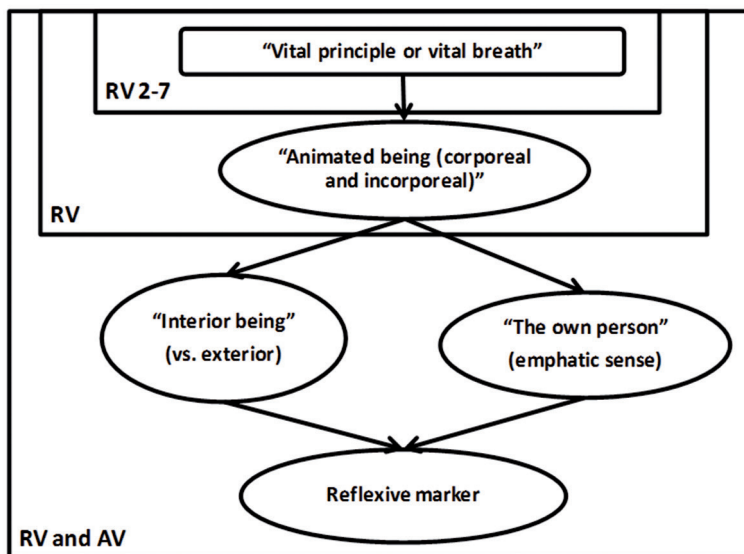 “Vital principle or vital breath”
RV 2-7
“Animated being (corporeal
and incorporeal)”
RV
“Interior being”
(vs. exterior)
“The own person”
(emphatic sense)
Reflexive marker
RV and AV